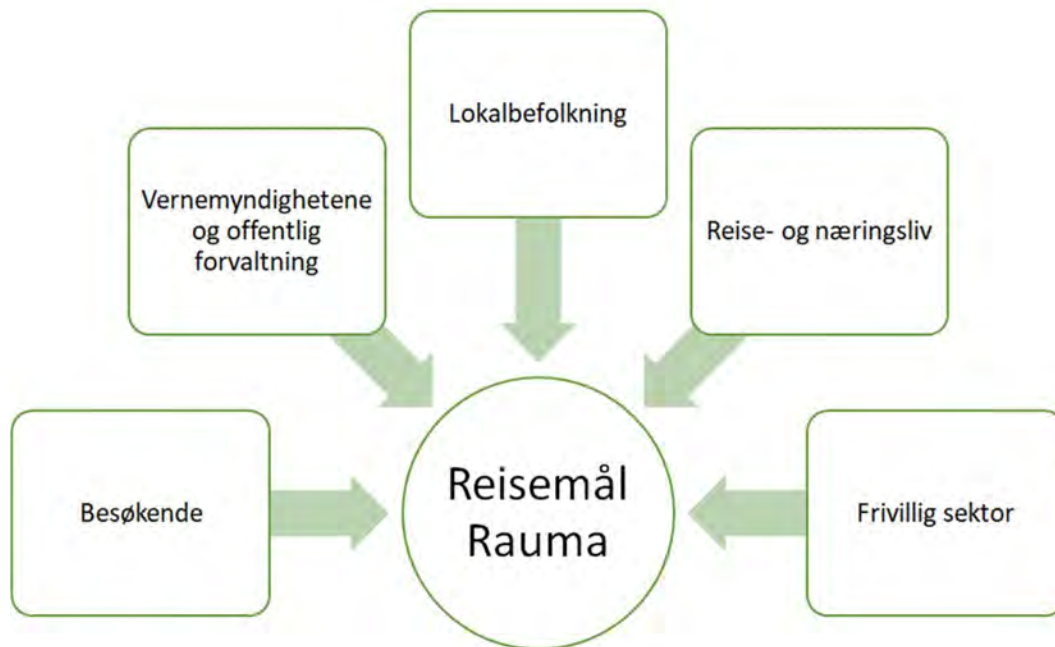 Lokalbefolkning
Vernemyndighetene
og offentlig
forvaltning
Reise- og næringsliv
Besøkende
Reisemål
Rauma
Frivillig sektor